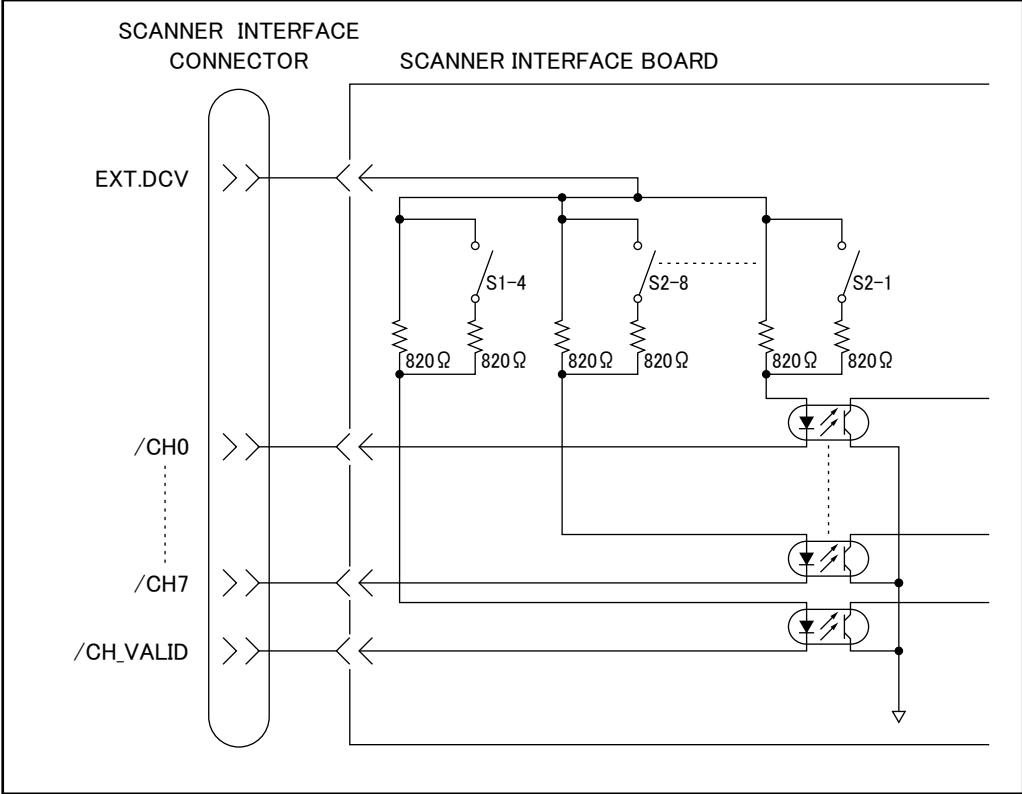 SCANNER INTERFACE
CONNECTOR
SCANNER INTERFACE BOARD
EXT.DCV
S1-4
S2-8
S2-1
820Ω
820Ω
820Ω
820Ω
820Ω
820Ω
/CH0
/CH7
/CH_VALID